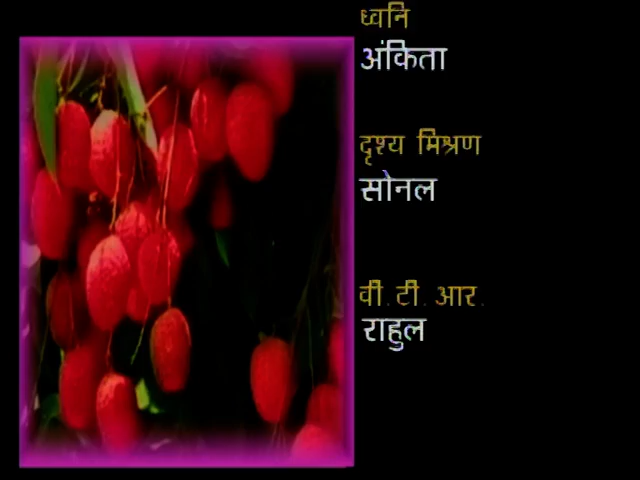 ध्वनि
अंकिता
दृश्य मिश्रण
सोनल
वी. टी. आर.
राहुल